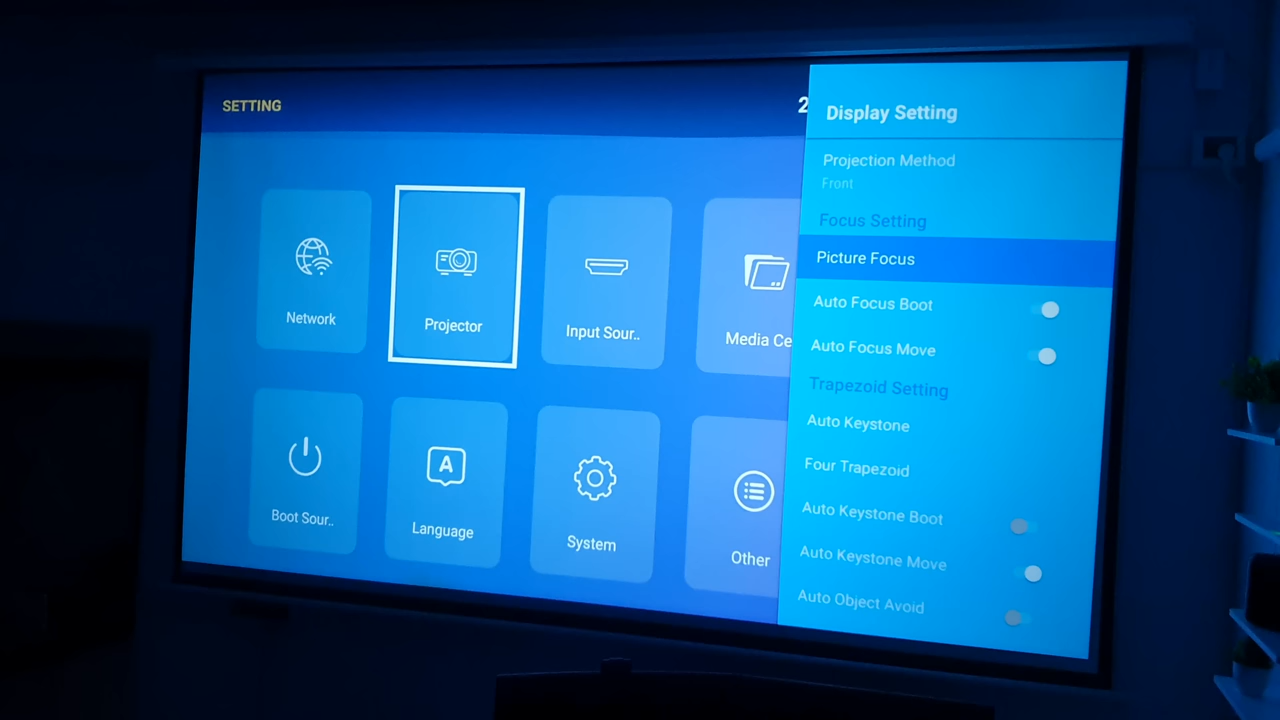 SETTING
2
Network
Projector
Input Sour..
Media Ce
Boot Sour..
A
Language
System
Other
Display Setting
Projection Method
Front
Focus Setting
Picture Focus
Auto Focus Boot
Auto Focus Move
Trapezoid Setting
Auto Keystone
Four Trapezoid
Auto Keystone Boot
Auto Keystone Move
Auto Object Avoid